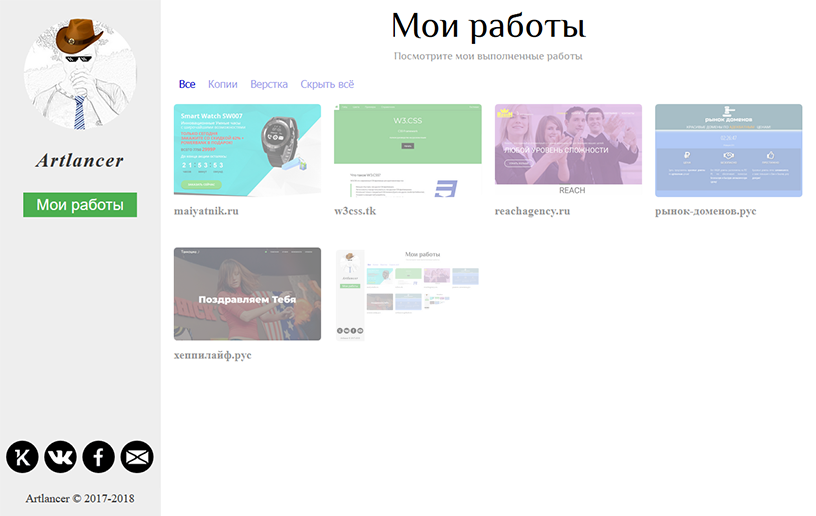 Artlancer
Мои работы
Artlancer © 2017-2018
Мои работы
Посмотрите мои выполненные работы
Все Копии Верстка Скрыть всё
Smart Watch SW007
21 5 53 53
maiyatnik.ru
W3.CSS
w3css.tk
ЛЮБОЙ УРОВЕНЬ СЛОЖНОСТИ
REACH
reachagency.ru
рынок доменов
рынок-доменов.рус
Поздравляем Тебя
хеппилайф.рус
Мои работы